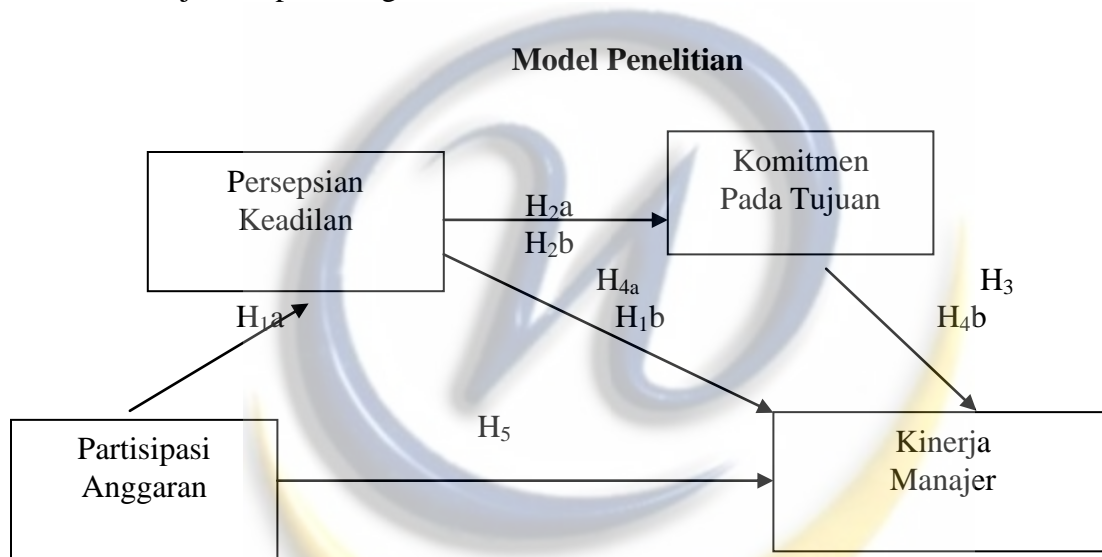 Model Penelitian
Persepsian
Keadilan
Komitmen
Pada Tujuan
H₂a
H₂b
H₄ₐ
H₁b
H₃
H₄b
H₁a
H₅
Partisipasi
Anggaran
Kinerja
Manajer